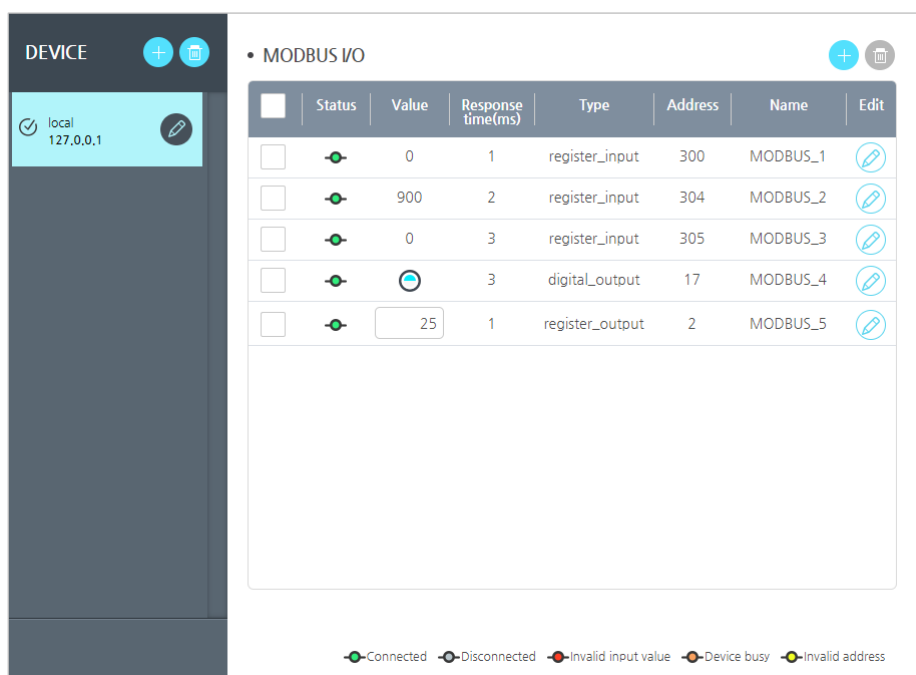 DEVICE
local
127.0.0.1
• MODBUS I/O
Status Value Response time(ms) Type Address Name Edit
0 1 register_input 300 MODBUS_1
900 2 register_input 304 MODBUS_2
0 3 register_input 305 MODBUS_3
3 digital_output 17 MODBUS_4
25 1 register_output 2 MODBUS_5
Connected Disconnected Invalid input value Device busy Invalid address